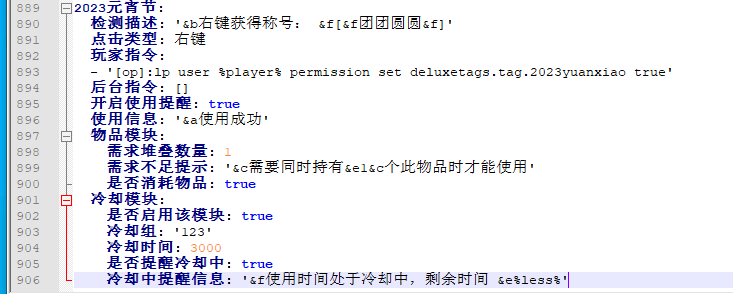 889 2023元宵节:
890 检测描述: '&b右键获得称号: &f[&f团团圆圆&f]'
891 点击类型: 右键
892 玩家指令:
893 - '[op]:lp user %player% permission set deluxetags.tag.2023yuanxiao true'
894 后台指令: []
895 开启使用提醒: true
896 使用信息: '&a使用成功'
897 物品模块:
898 需求堆叠数量: 1
899 需求不足提示: '&c需要同时持有&e1&c个此物品时才能使用'
900 是否消耗物品: true
901 冷却模块:
902 是否启用该模块: true
903 冷却组: '123'
904 冷却时间: 3000
905 是否提醒冷却中: true
906 冷却中提醒信息: '&f使用时间处于冷却中，剩余时间 &e%less%'